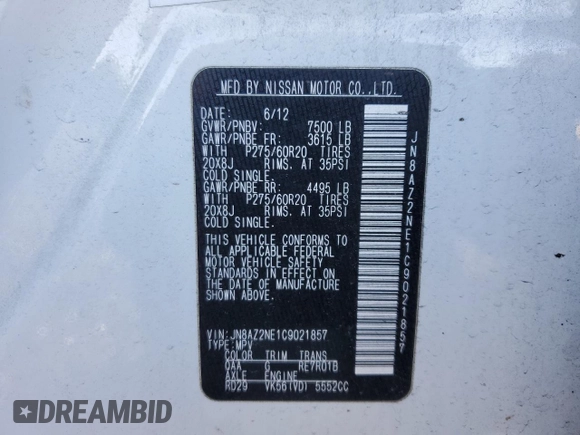 MFD BY NISSAN MOTOR CO.,LTD.
DATE: 6/12
GVWR/PNBV: 7500 LB
GAWR/PNBE FR: 3615 LB
WITH P275/60R20 TIRES
20X8J RIMS. AT 35PSI
COLD SINGLE.
GAWR/PNBE RR: 4495 LB
WITH P275/60R20 TIRES
20X8J RIMS. AT 35PSI
COLD SINGLE.
THIS VEHICLE CONFORMS TO
ALL APPLICABLE FEDERAL
MOTOR VEHICLE SAFETY
STANDARDS IN EFFECT ON
THE DATE OF MANUFACTURE
SHOWN ABOVE.
VIN: JN8AZ2NE1C9021857
TYPE: MPV
COLOR TRIM TRANS
QAA G RE7R01B
AXLE ENGINE
RD29 VK56(VD) 5552CC
JN8AZ2NE1C9021857
DREAMBID